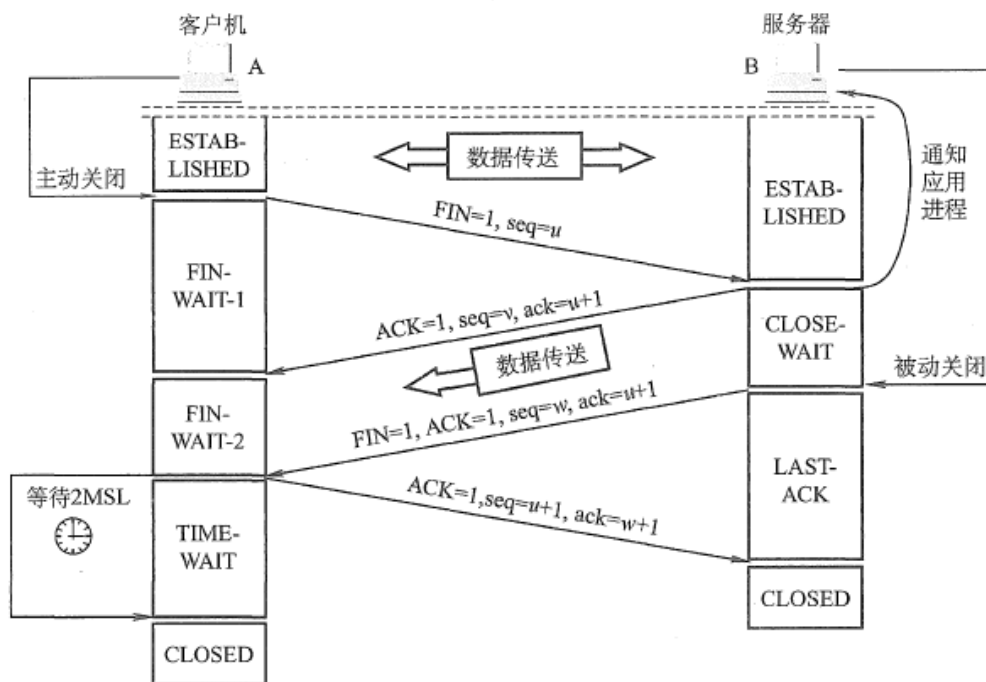 客户机
服务器
A
B
ESTAB-
LISHED
数据传送
ESTAB-
LISHED
通知
应用
进程
主动关闭
FIN=1, seq=u
FIN-
WAIT-1
ACK=1, seq=v, ack=u+1
CLOSE-
WAIT
数据传送
被动关闭
FIN-
WAIT-2
FIN=1, ACK=1, seq=w, ack=u+1
LAST-
ACK
等待2MSL
ACK=1,seq=u+1, ack=w+1
TIME-
WAIT
CLOSED
CLOSED